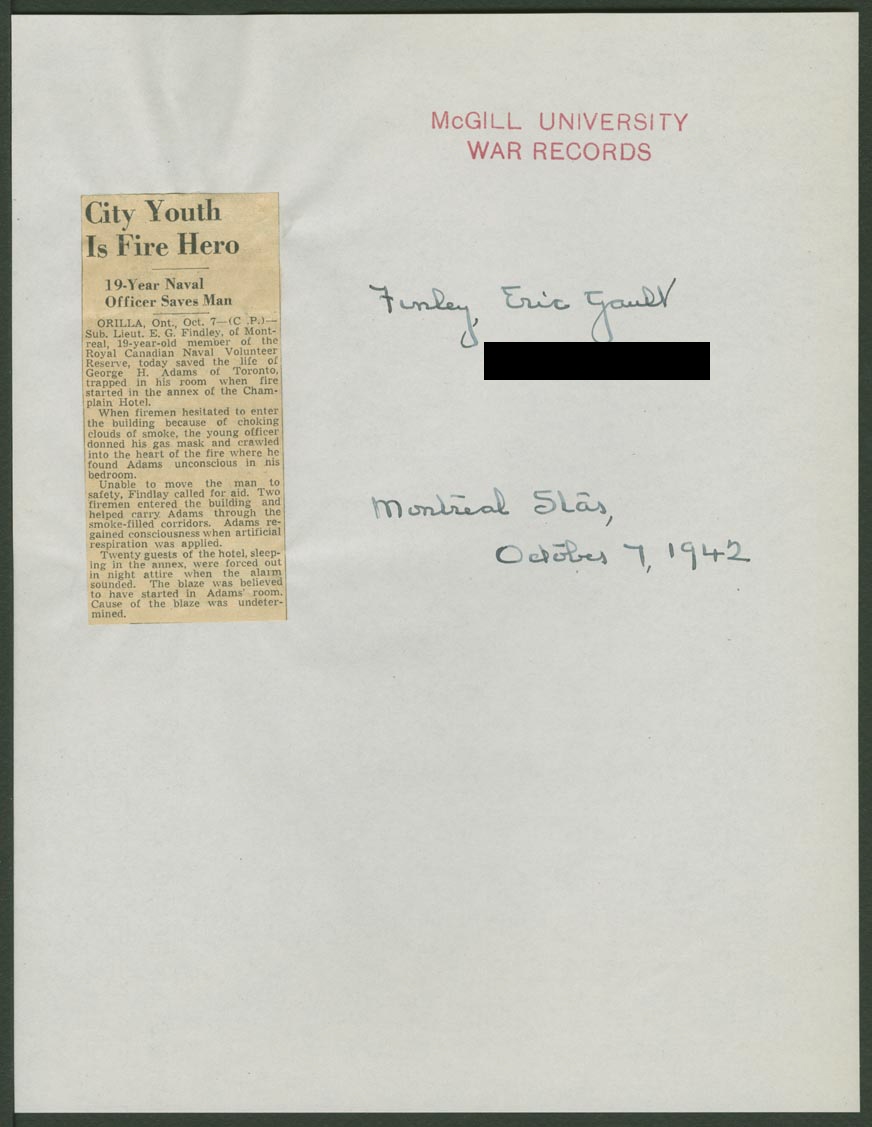 McGILL UNIVERSITY
WAR RECORDS
City Youth
Is Fire Hero
19-Year Naval
Officer Saves Man
ORILLA, Ont., Oct. 7—(C .P.)—
Sub. Lieut. E. G. Findley, of Mont-
real, 19-year-old member of the
Royal Canadian Naval Volunteer
Reserve, today saved the life of
George H. Adams of Toronto,
trapped in his room when fire
started in the annex of the Cham-
plain Hotel.
When firemen hesitated to enter
the building because of choking
clouds of smoke, the young officer
donned his gas mask and crawled
into the heart of the fire where he
found Adams unconscious in his
bedroom.
Unable to move the man to
safety, Findlay called for aid. Two
firemen entered the building and
helped carry Adams through the
smoke-filled corridors. Adams re-
gained consciousness when artificial
respiration was applied.
Twenty guests of the hotel, sleep-
ing in the annex, were forced out
in night attire when the alarm
sounded. The blaze was believed
to have started in Adams' room.
Cause of the blaze was undeter-
mined.
Finley, Eric Gault
Montreal Star,
October 7, 1942